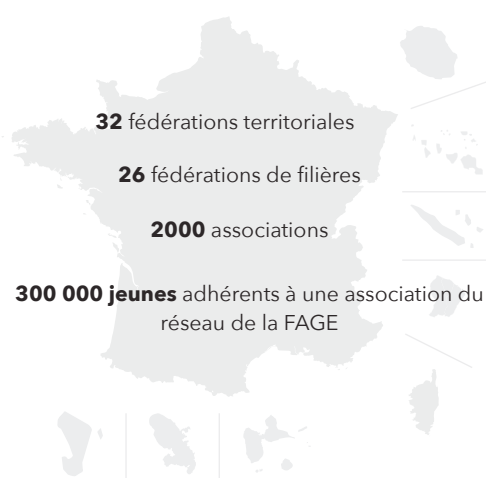 32 fédérations territoriales
26 fédérations de filières
2000 associations
300 000 jeunes adhérents à une association du
réseau de la FAGE